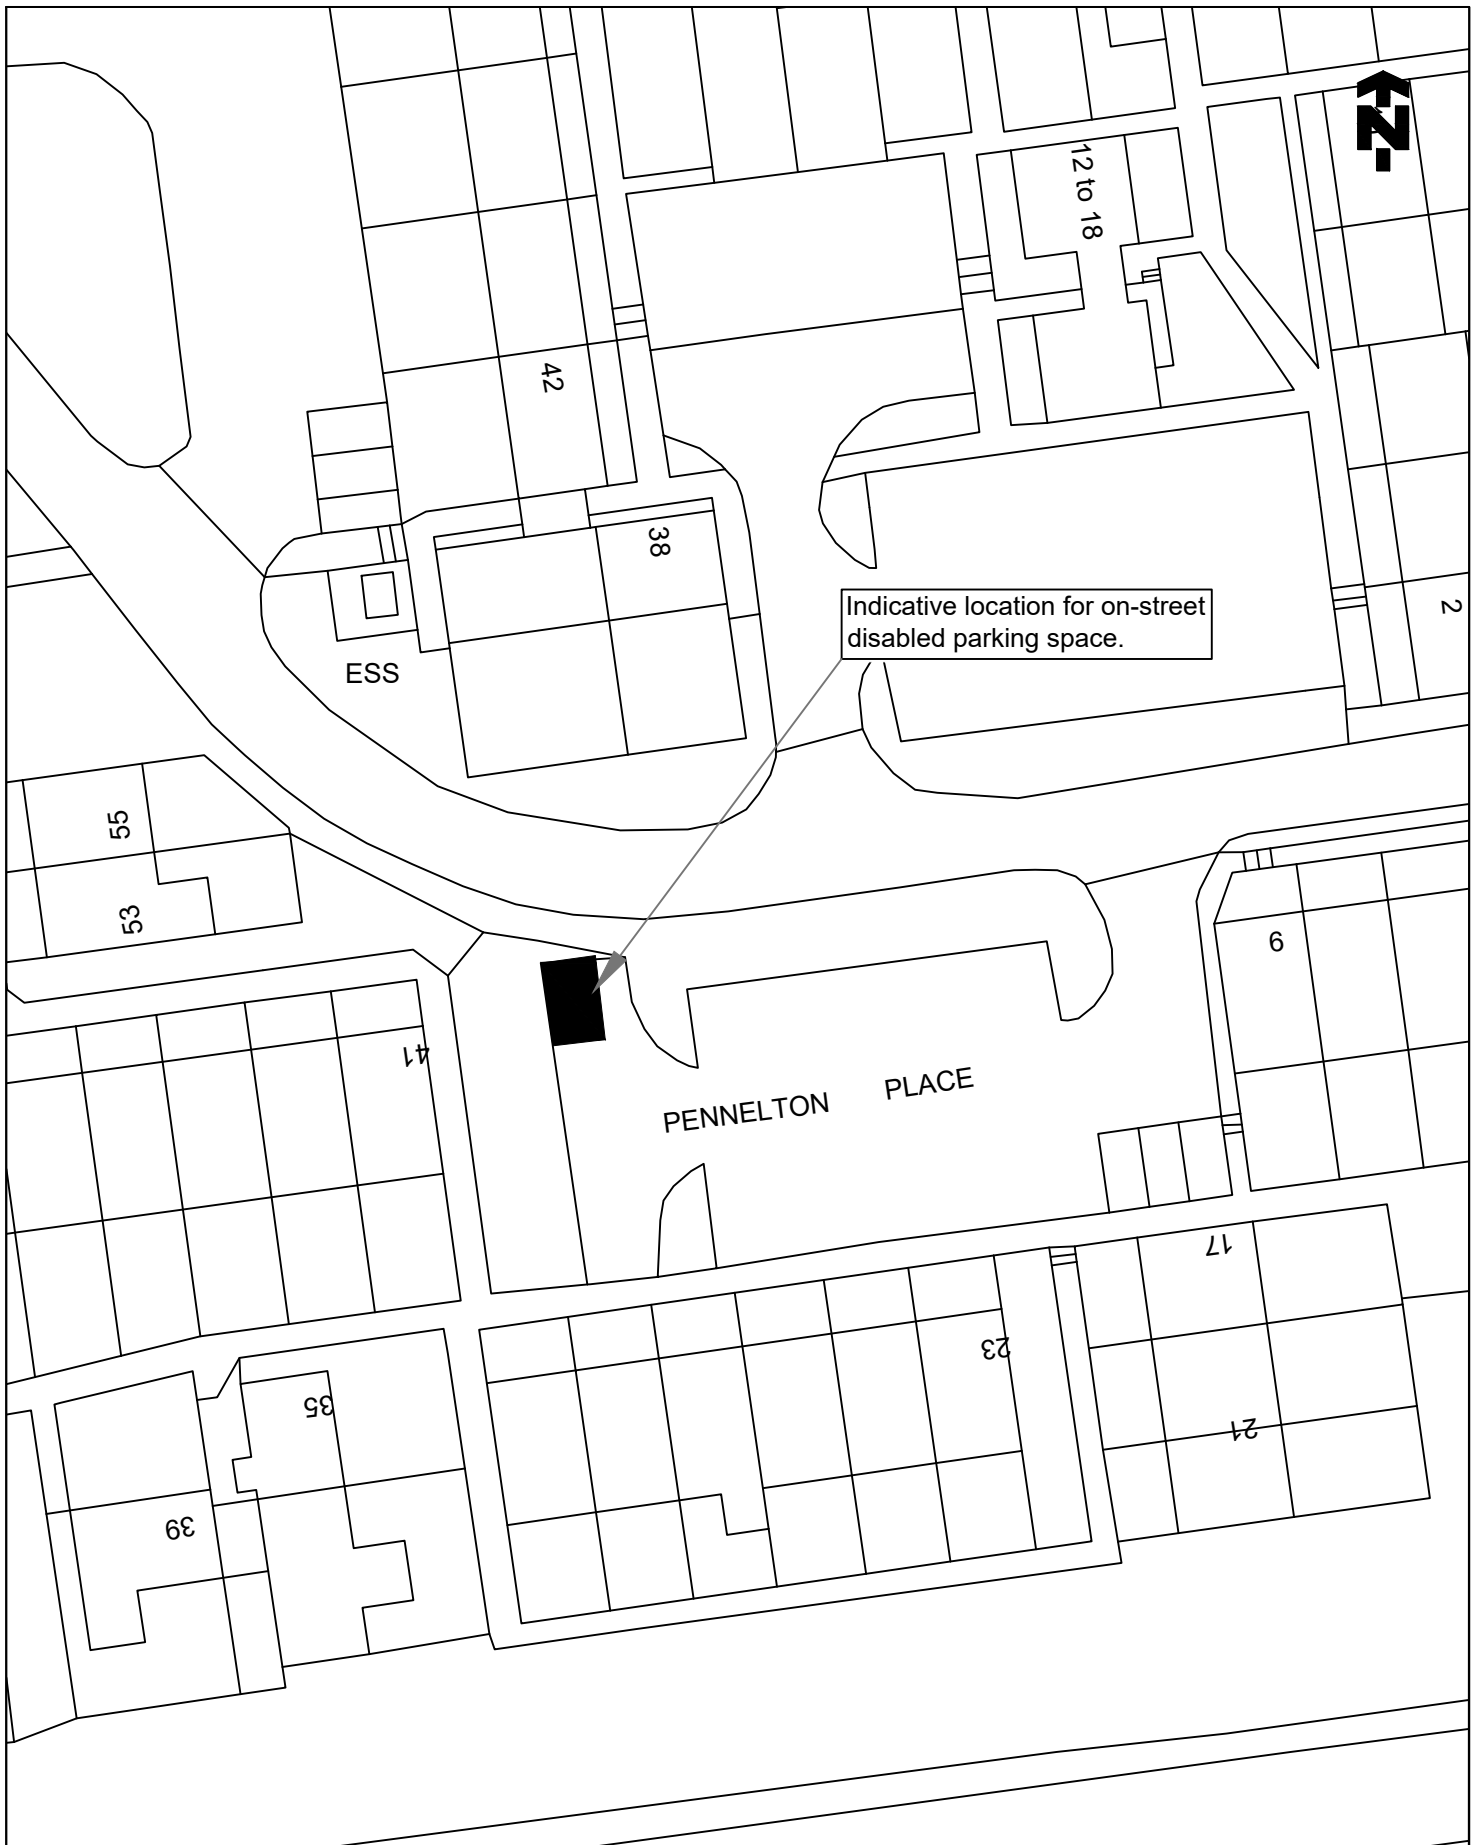 N
12 to 18
42
38
2
Indicative location for on-street
disabled parking space.
ESS
55
53
9
41
PENNELTON PLACE
17
23
35
21
39